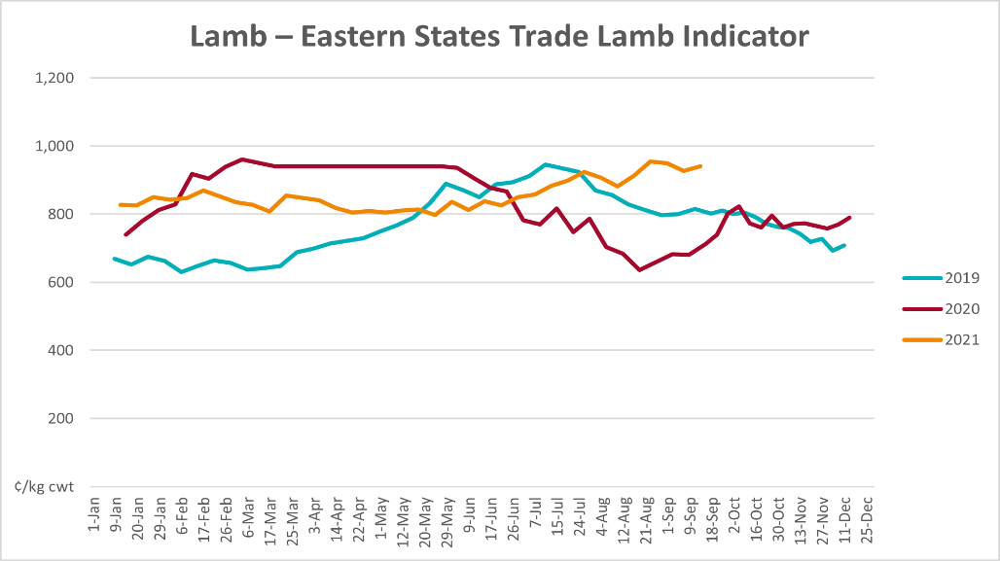 Lamb – Eastern States Trade Lamb Indicator
1,200
1,000
800
600
400
200
¢/kg cwt
1-Jan
9-Jan
20-Jan
29-Jan
6-Feb
17-Feb
26-Feb
6-Mar
17-Mar
25-Mar
3-Apr
14-Apr
22-Apr
1-May
12-May
20-May
29-May
9-Jun
17-Jun
26-Jun
7-Jul
15-Jul
24-Jul
4-Aug
12-Aug
21-Aug
1-Sep
9-Sep
18-Sep
2-Oct
16-Oct
30-Oct
13-Nov
27-Nov
11-Dec
25-Dec
2019
2020
2021